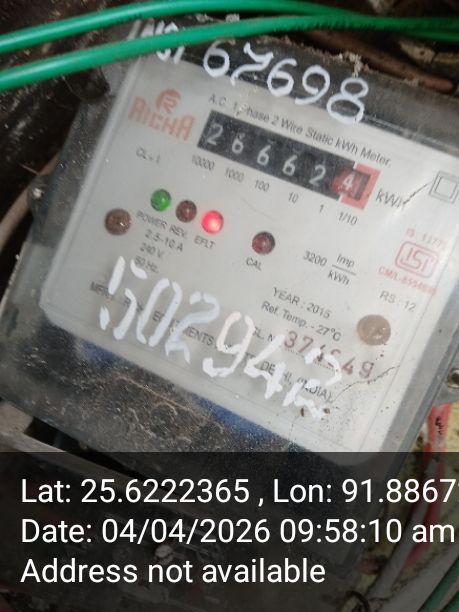 67698
RICHA
A.C. 1 Phase 2 Wire Static kWh Meter
266624 kWh
CL-1 10000 1000 100 10 1 1/10
POWER REV. EFLT
2.5-10 A
240 V.
50 Hz.
CAL
3200 Imp/kWh
ISI
RS: 12
YEAR: 2015
Ref. Temp.-27°C
502942
Lat: 25.6222365 , Lon: 91.8867
Date: 04/04/2026 09:58:10 am
Address not available